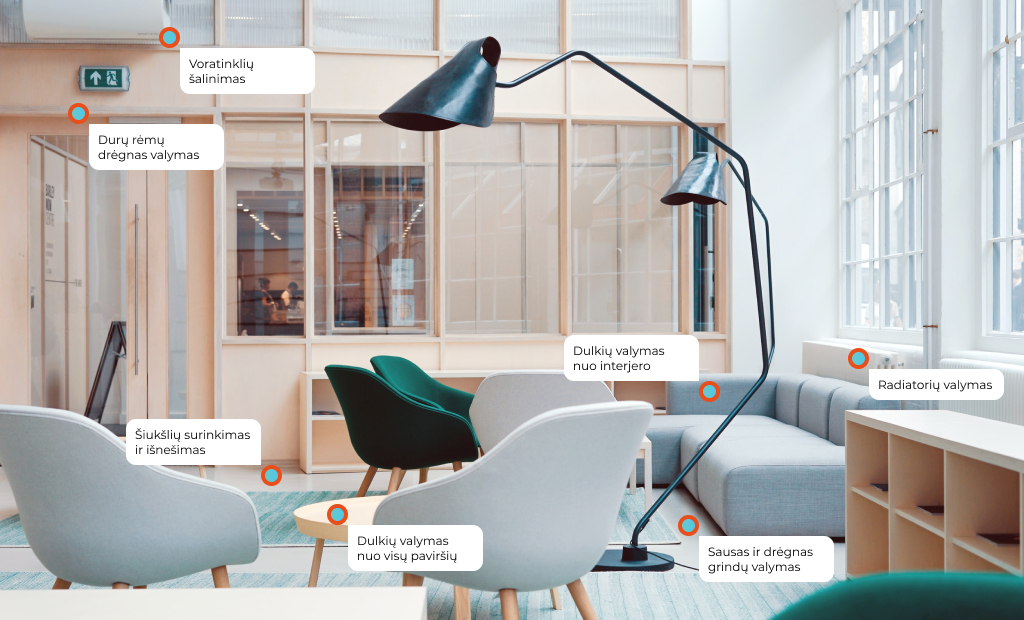 Voratinklių
šalinimas
Durų rėmų
drėgnas valymas
Dulkių valymas
nuo interjero
Radiatorių valymas
Šiukšlių surinkimas
ir išnešimas
Dulkių valymas
nuo visų paviršių
Sausas ir drėgnas
grindų valymas